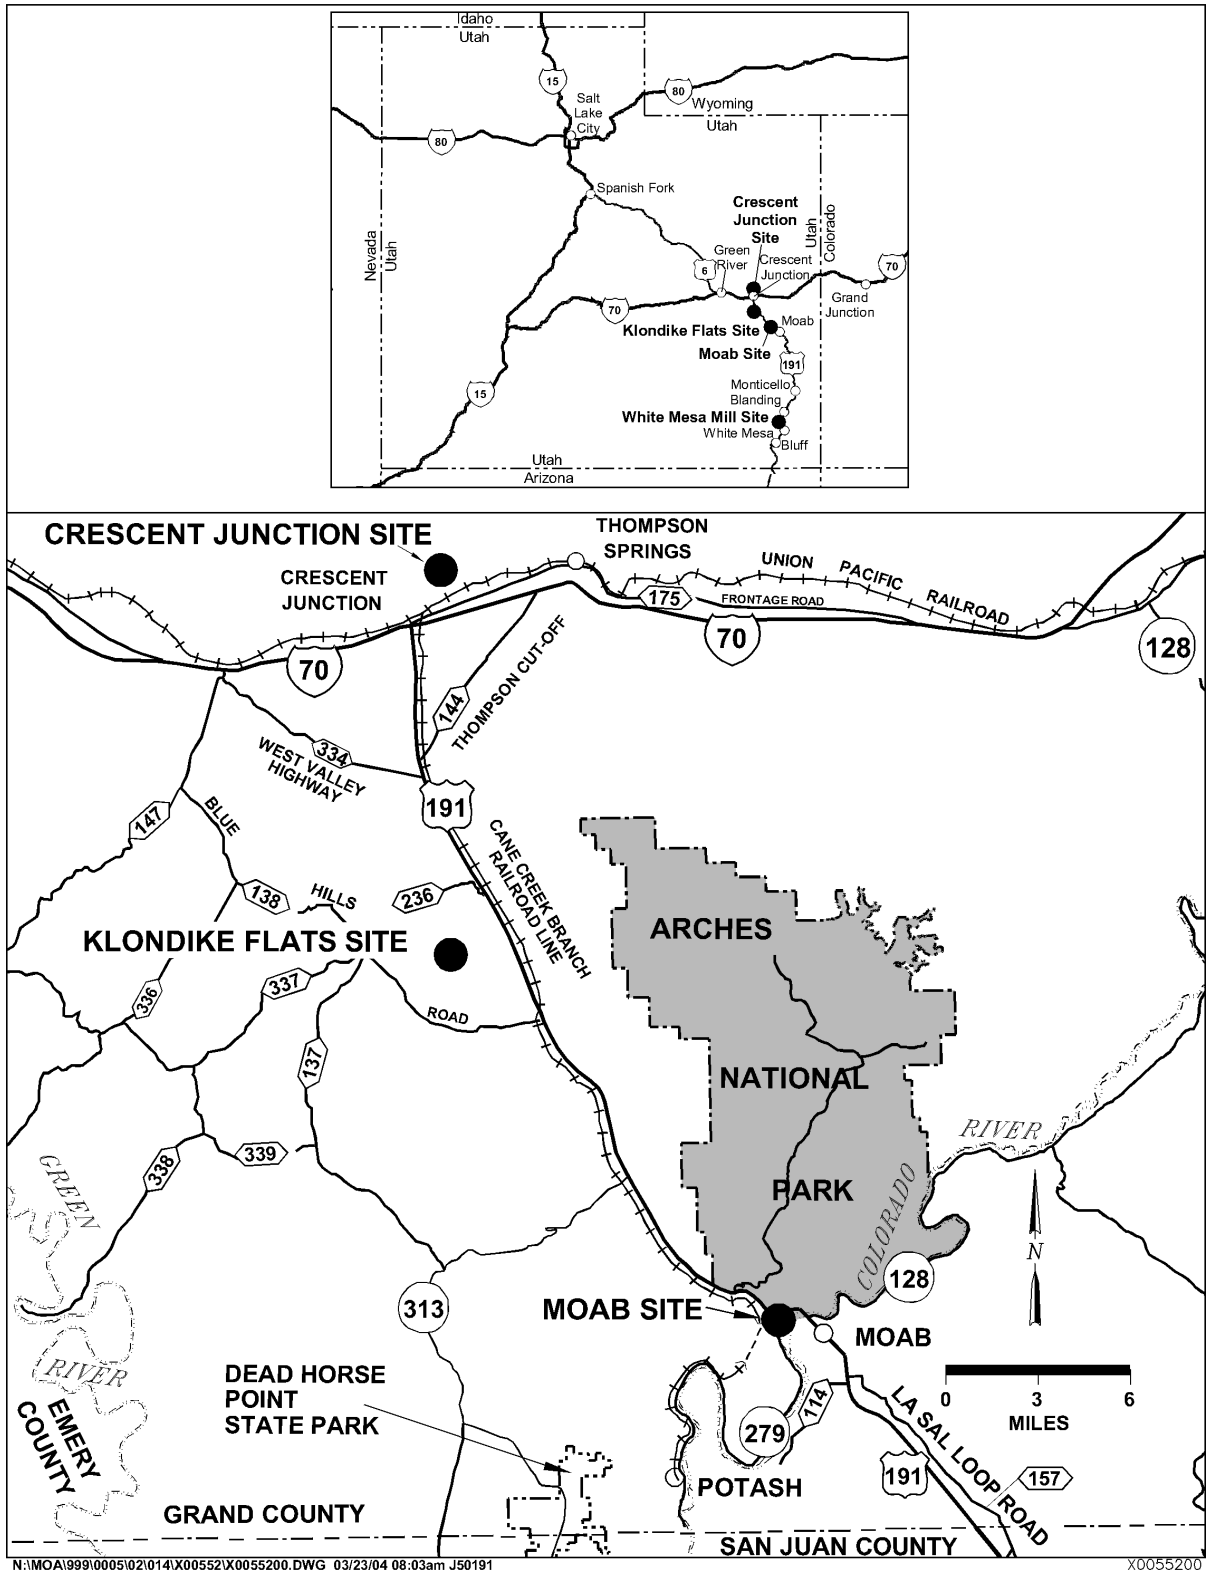 Idaho
Utah
15
Salt
Lake
City
80
Wyoming
Utah
80
Spanish Fork
Crescent
Junction
Site
Nevada
Utah
Utah
Colorado
Green
River
6
Crescent
Junction
70
Grand
Junction
70
Klondike Flats Site
Moab
Moab Site
191
15
Monticello
Blanding
White Mesa Mill Site
White Mesa
Bluff
Utah
Arizona
CRESCENT JUNCTION SITE
THOMPSON
SPRINGS
CRESCENT
JUNCTION
UNION PACIFIC RAILROAD
175
FRONTAGE ROAD
70
70
128
144
THOMPSON CUT-OFF
334
WEST VALLEY
HIGHWAY
191
147
BLUE
CANE CREEK BRANCH
RAILROAD LINE
138
HILLS
236
ARCHES
KLONDIKE FLATS SITE
336
337
ROAD
137
NATIONAL
RIVER
338
339
GREEN
PARK
COLORADO
N
128
313
MOAB SITE
MOAB
RIVER
DEAD HORSE
POINT
STATE PARK
0 3 6
MILES
114
279
EMERY
COUNTY
LA SAL LOOP ROAD
191
157
POTASH
GRAND COUNTY
SAN JUAN COUNTY
N:\MOA\999\0005\02\014\X00552\X0055200.DWG 03/23/04 08:03am J50191
X0055200